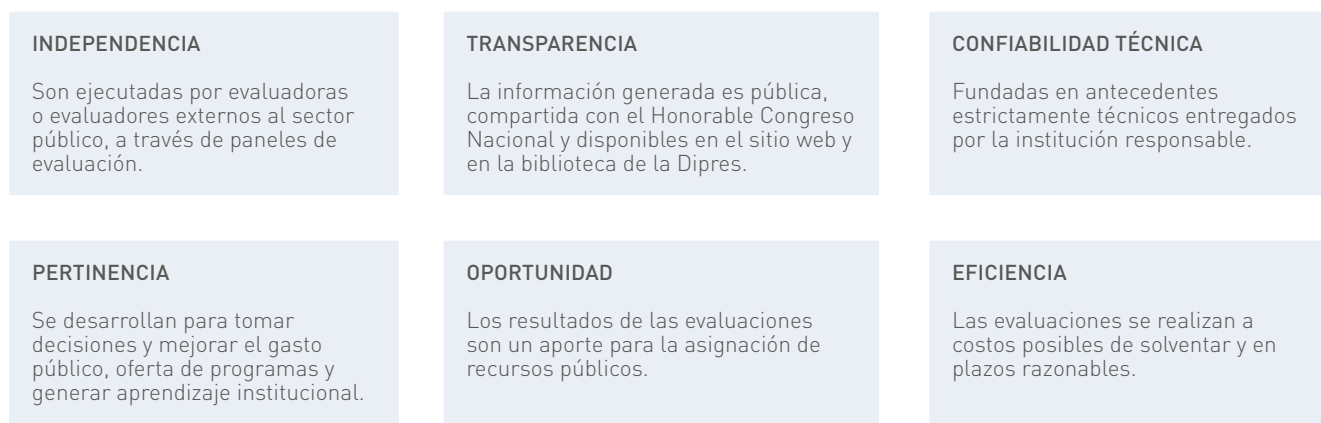 INDEPENDENCIA
Son ejecutadas por evaluadoras
o evaluadores externos al sector
público, a través de paneles de
evaluación.
TRANSPARENCIA
La información generada es pública,
compartida con el Honorable Congreso
Nacional y disponibles en el sitio web y
en la biblioteca de la Dipres.
CONFIABILIDAD TÉCNICA
Fundadas en antecedentes
estrictamente técnicos entregados
por la institución responsable.
PERTINENCIA
Se desarrollan para tomar
decisiones y mejorar el gasto
público, oferta de programas y
generar aprendizaje institucional.
OPORTUNIDAD
Los resultados de las evaluaciones
son un aporte para la asignación de
recursos públicos.
EFICIENCIA
Las evaluaciones se realizan a
costos posibles de solventar y en
plazos razonables.